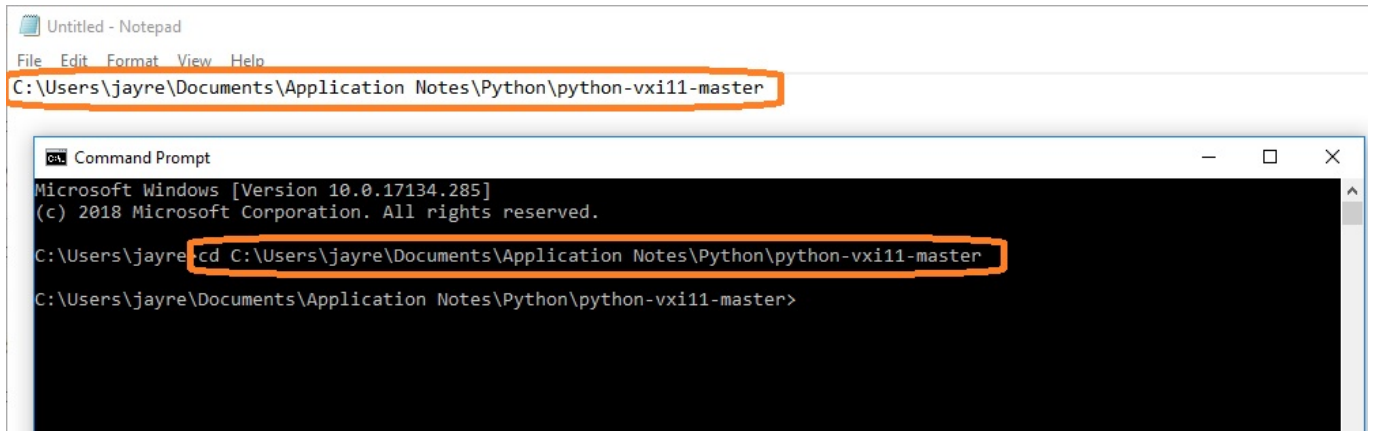 Untitled - Notepad
File Edit Format View Help
C:\Users\jayre\Documents\Application Notes\Python\python-vxi11-master
Command Prompt
Microsoft Windows [Version 10.0.17134.285]
(c) 2018 Microsoft Corporation. All rights reserved.
C:\Users\jayre>cd C:\Users\jayre\Documents\Application Notes\Python\python-vxi11-master
C:\Users\jayre\Documents\Application Notes\Python\python-vxi11-master>